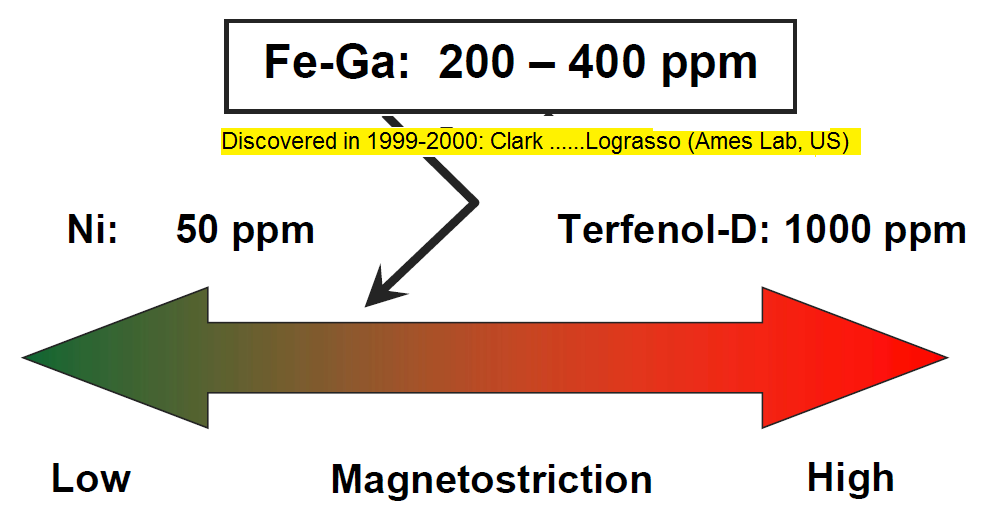 Fe-Ga: 200 – 400 ppm
Discovered in 1999-2000: Clark ......Lograsso (Ames Lab, US)
Ni: 50 ppm
Terfenol-D: 1000 ppm
Low
Magnetostriction
High